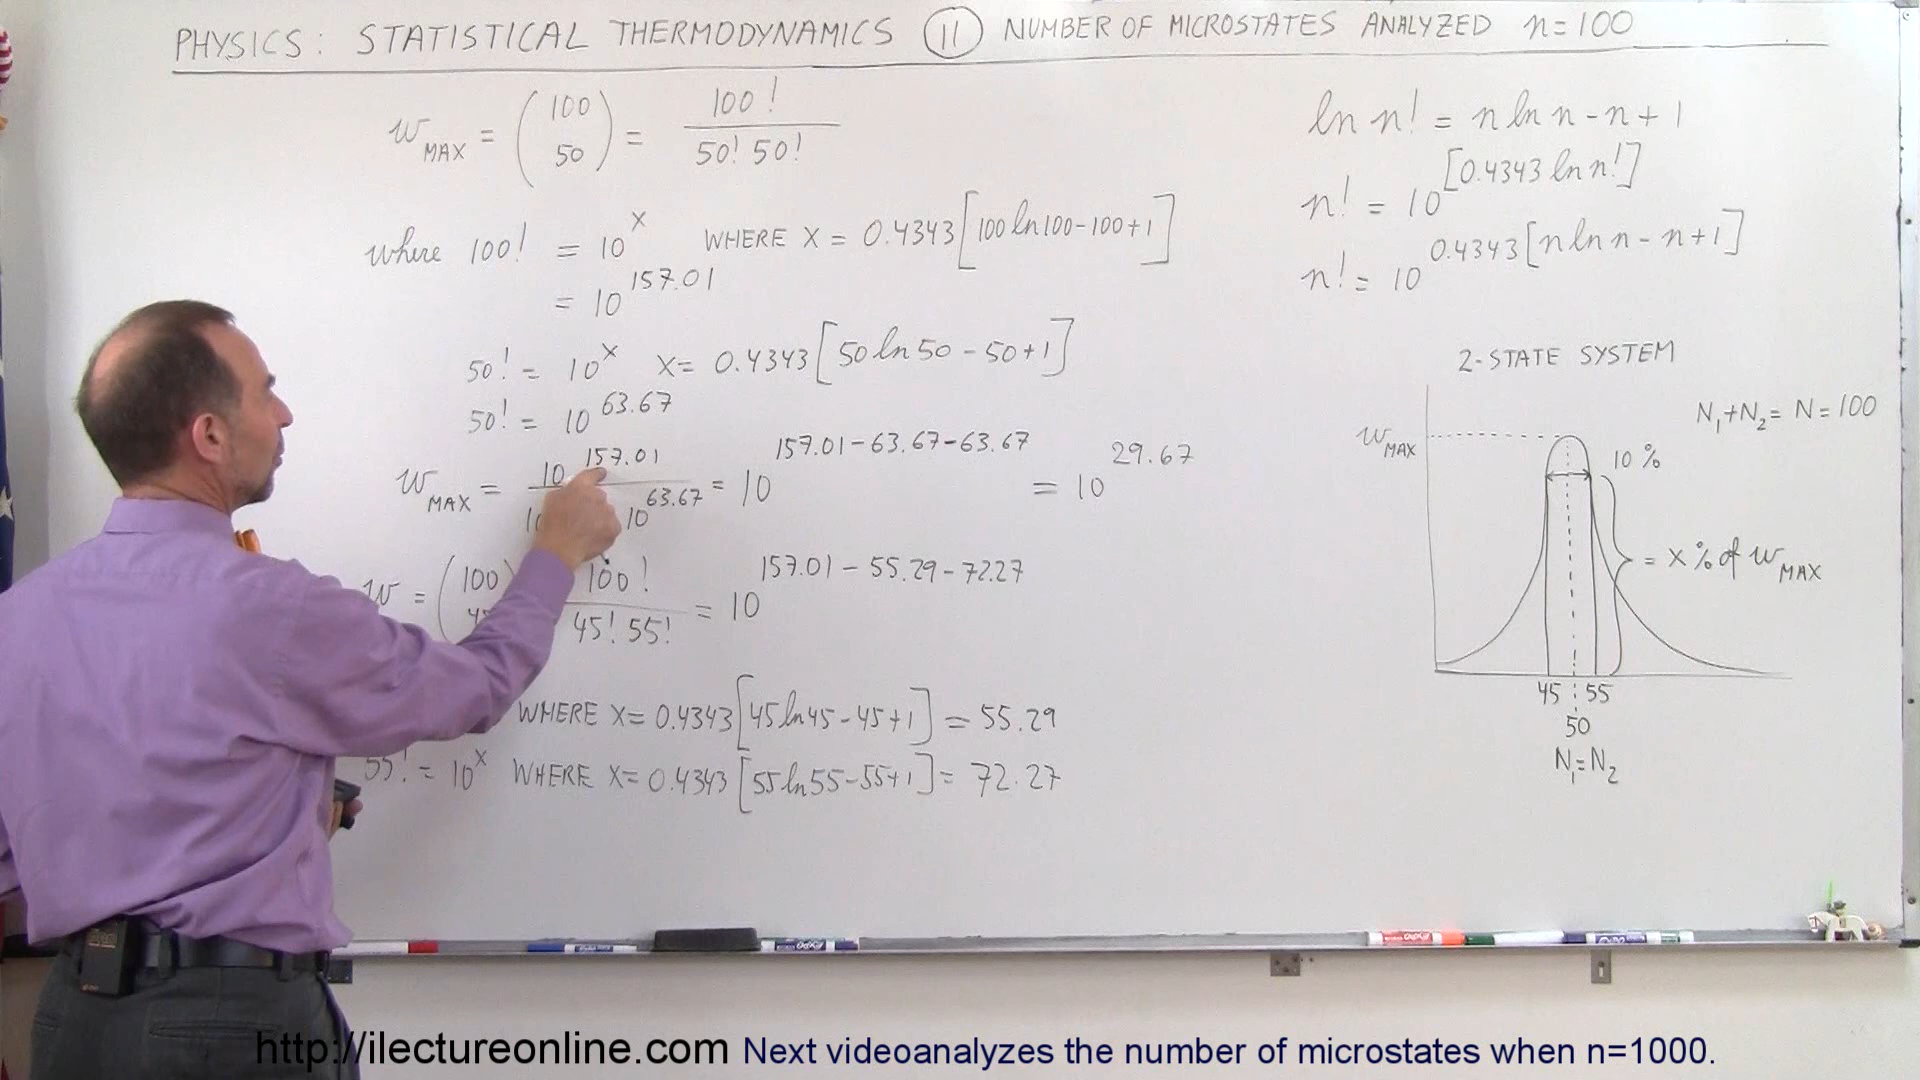 PHYSICS: STATISTICAL THERMODYNAMICS (11) NUMBER OF MICROSTATES ANALYZED n=100
W_MAX = (100 50) = 100! / 50! 50!
where 100! = 10^x WHERE x = 0.4343[100 ln 100 - 100 + 1]
= 10^157.01
50! = 10^x x = 0.4343[50 ln 50 - 50 + 1]
50! = 10^63.67
W_MAX = 10^157.01 / 10^63.67 = 10^157.01 - 63.67 - 63.67 = 10^29.67
W = (100 100! / 45! 55! = 10^157.01 - 55.29 - 72.27
WHERE x = 0.4343[45 ln 45 - 45 + 1] = 55.29
55! = 10^x WHERE x = 0.4343[55 ln 55 - 55 + 1] = 72.27
ln n! = n ln n - n + 1
n! = 10^[0.4343 ln n!]
n! = 10^0.4343[n ln n - n + 1]
2-STATE SYSTEM
N₁+N₂ = N = 100
W_MAX
10 %
= x % of W_MAX
45 55
50
N₁=N₂
http://ilectureonline.com Next videoanalyzes the number of microstates when n=1000.